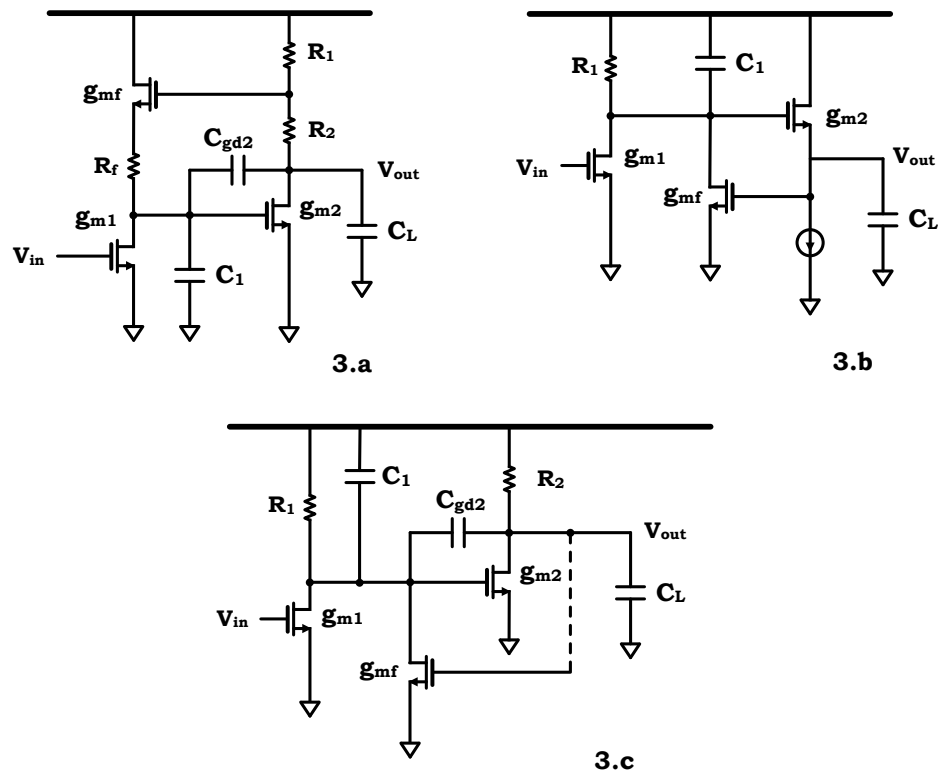 R1
gmf
R2
Cgd2
Rf
Vout
gm1
gm2
CL
Vin
C1
3.a
R1
C1
gm2
Vin
gm1
Vout
gmf
CL
3.b
C1
R2
R1
Cgd2
Vout
gm2
CL
Vin
gm1
gmf
3.c